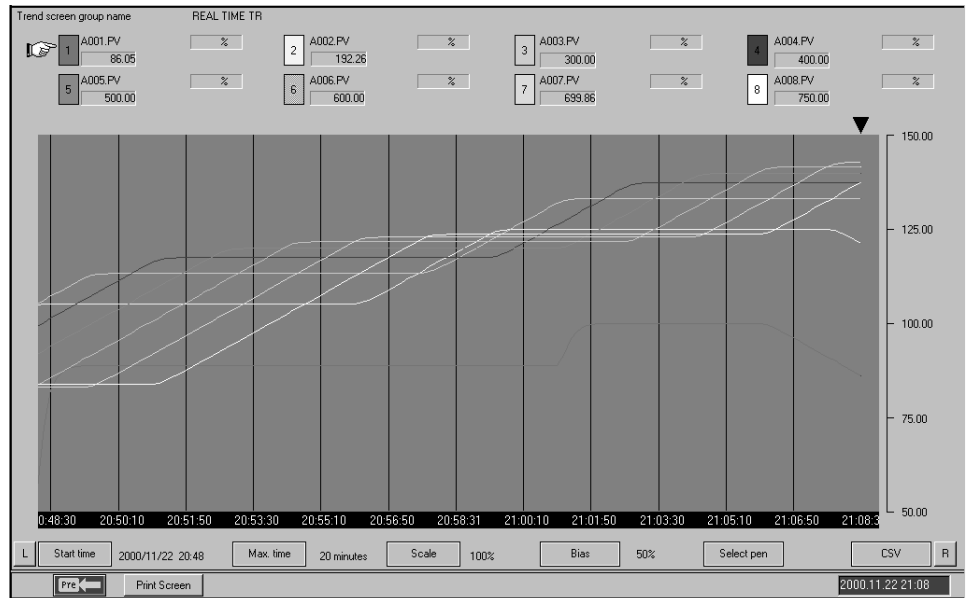 Trend screen group name REAL TIME TR
1 A001.PV % 86.05
2 A002.PV % 192.26
3 A003.PV % 300.00
4 A004.PV % 400.00
5 A005.PV % 500.00
6 A006.PV % 600.00
7 A007.PV % 699.86
8 A008.PV % 750.00
150.00
125.00
100.00
75.00
50.00
0:48:30 20:50:10 20:51:50 20:53:30 20:55:10 20:56:50 20:58:31 21:00:10 21:01:50 21:03:30 21:05:10 21:06:50 21:08:3
L Start time 2000/11/22 20:48 Max. time 20 minutes Scale 100% Bias 50% Select pen CSV R
Pre Print Screen 2000.11.22 21:08